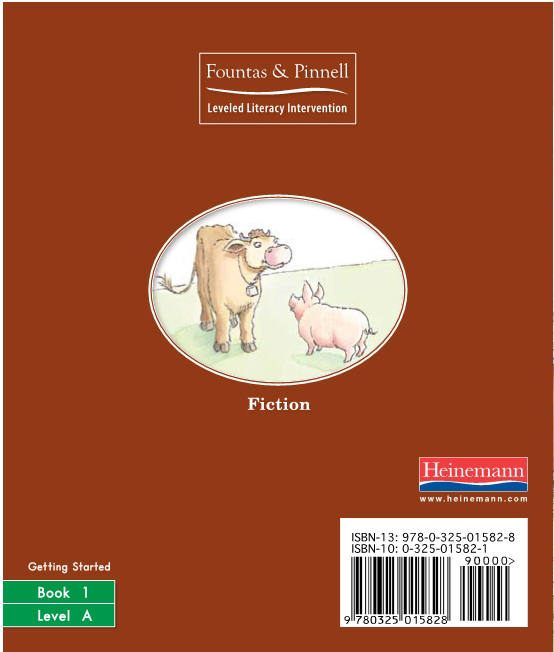 Fountas & Pinnell
Leveled Literacy Intervention
Fiction
Heinemann
www.heinemann.com
ISBN-13: 978-0-325-01582-8
ISBN-10: 0-325-01582-1
90000>
9 780325 015828
Getting Started
Book 1
Level A